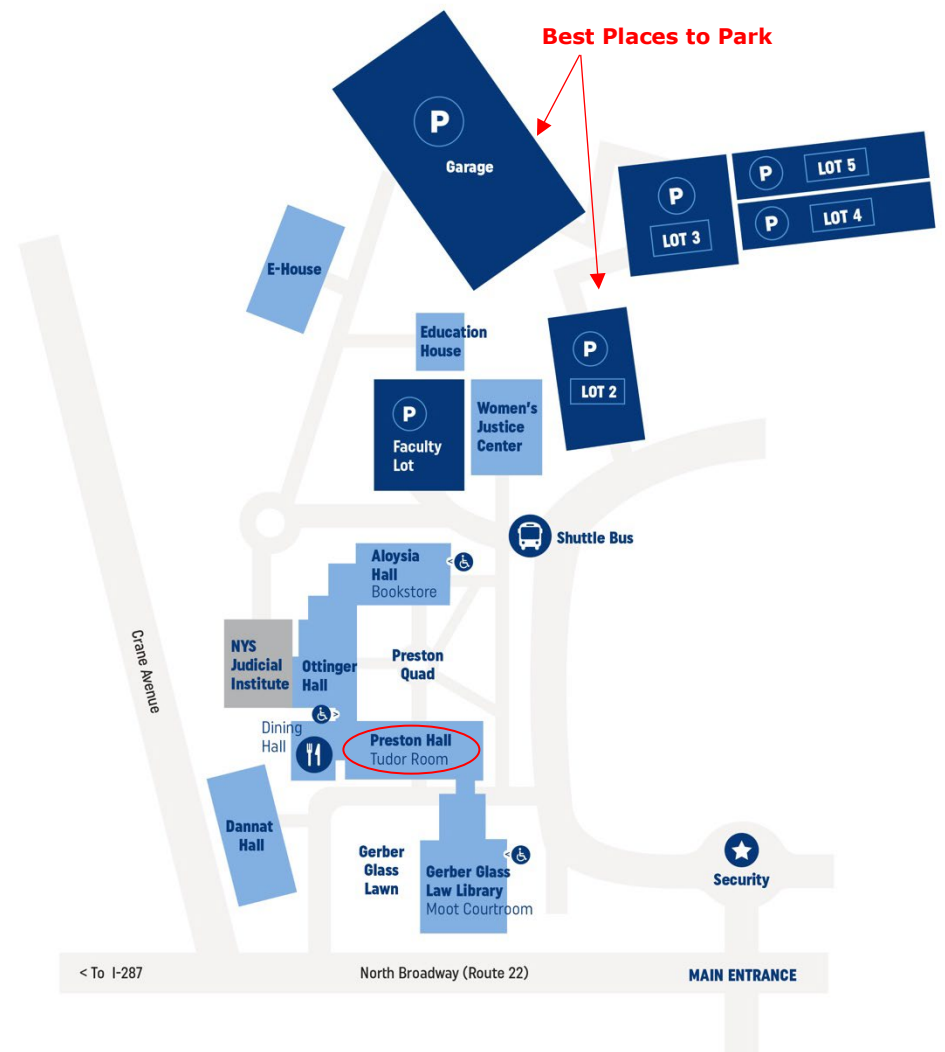 Best Places to Park
P
Garage
P
LOT 3
P
LOT 5
P
LOT 4
E-House
Education
House
P
LOT 2
P
Faculty
Lot
Women's
Justice
Center
Shuttle Bus
Aloysia
Hall
Bookstore
<
NYS
Judicial
Institute
Ottinger
Hall
Preston
Quad
Crane Avenue
>
Dining
Hall
Preston Hall
Tudor Room
Dannat
Hall
Gerber
Glass
Lawn
<
Gerber Glass
Law Library
Moot Courtroom
Security
< To I-287
North Broadway (Route 22)
MAIN ENTRANCE